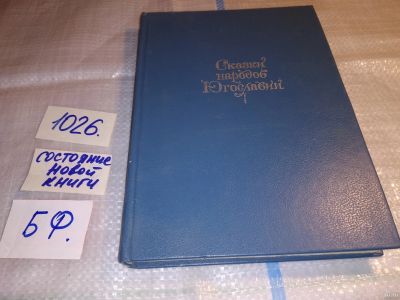 Сказки
народов
Югославии
1026.
состояние
новой
книги
БФ.